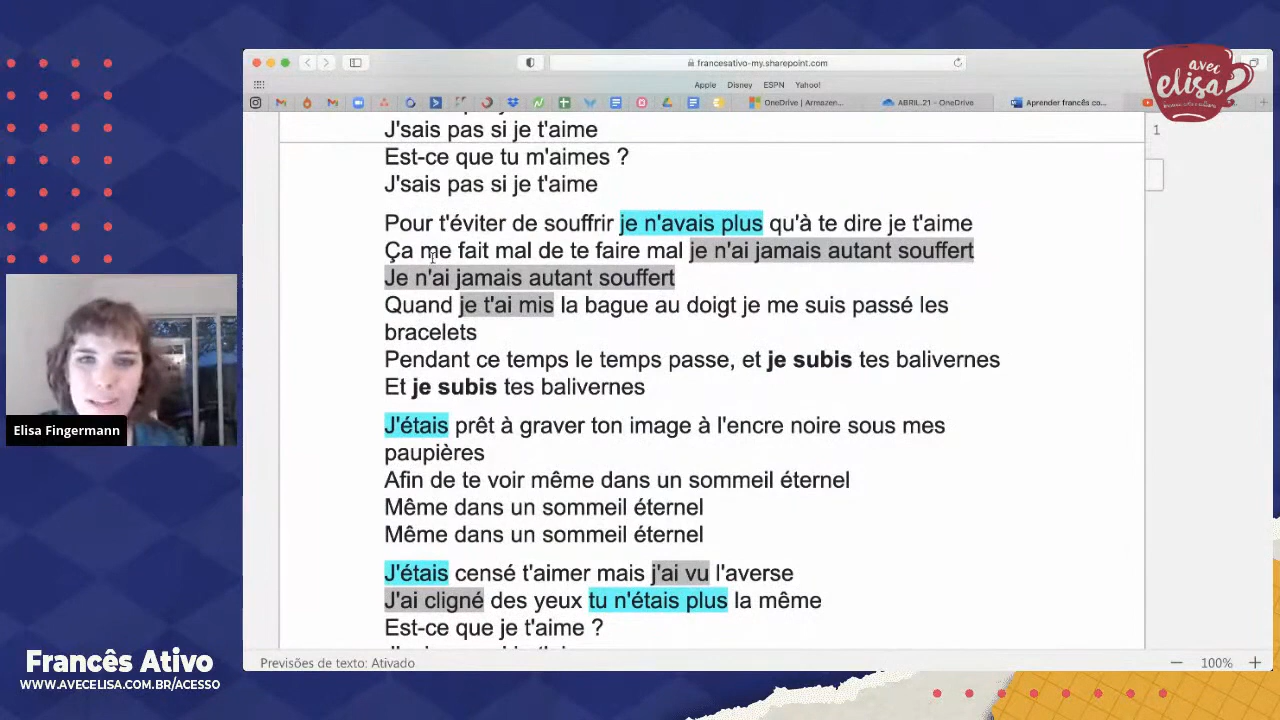 francesativo-my.sharepoint.com
Apple Disney ESPN Yahoo!
OneDrive (Armazen... ABRIL.21 - OneDrive Aprender francês co...
avec
elisa
1
J'sais pas si je t'aime
Est-ce que tu m'aimes ?
J'sais pas si je t'aime
Pour t'éviter de souffrir je n'avais plus qu'à te dire je t'aime
Ça me fait mal de te faire mal je n'ai jamais autant souffert
Je n'ai jamais autant souffert
Quand je t'ai mis la bague au doigt je me suis passé les
bracelets
Pendant ce temps le temps passe, et je subis tes balivernes
Et je subis tes balivernes
J'étais prêt à graver ton image à l'encre noire sous mes
paupières
Afin de te voir même dans un sommeil éternel
Même dans un sommeil éternel
Même dans un sommeil éternel
J'étais censé t'aimer mais j'ai vu l'averse
J'ai cligné des yeux tu n'étais plus la même
Est-ce que je t'aime ?
Elisa Fingermann
Previsões de texto: Ativado
100%
Francês Ativo
WWW.AVECELISA.COM.BR/ACESSO